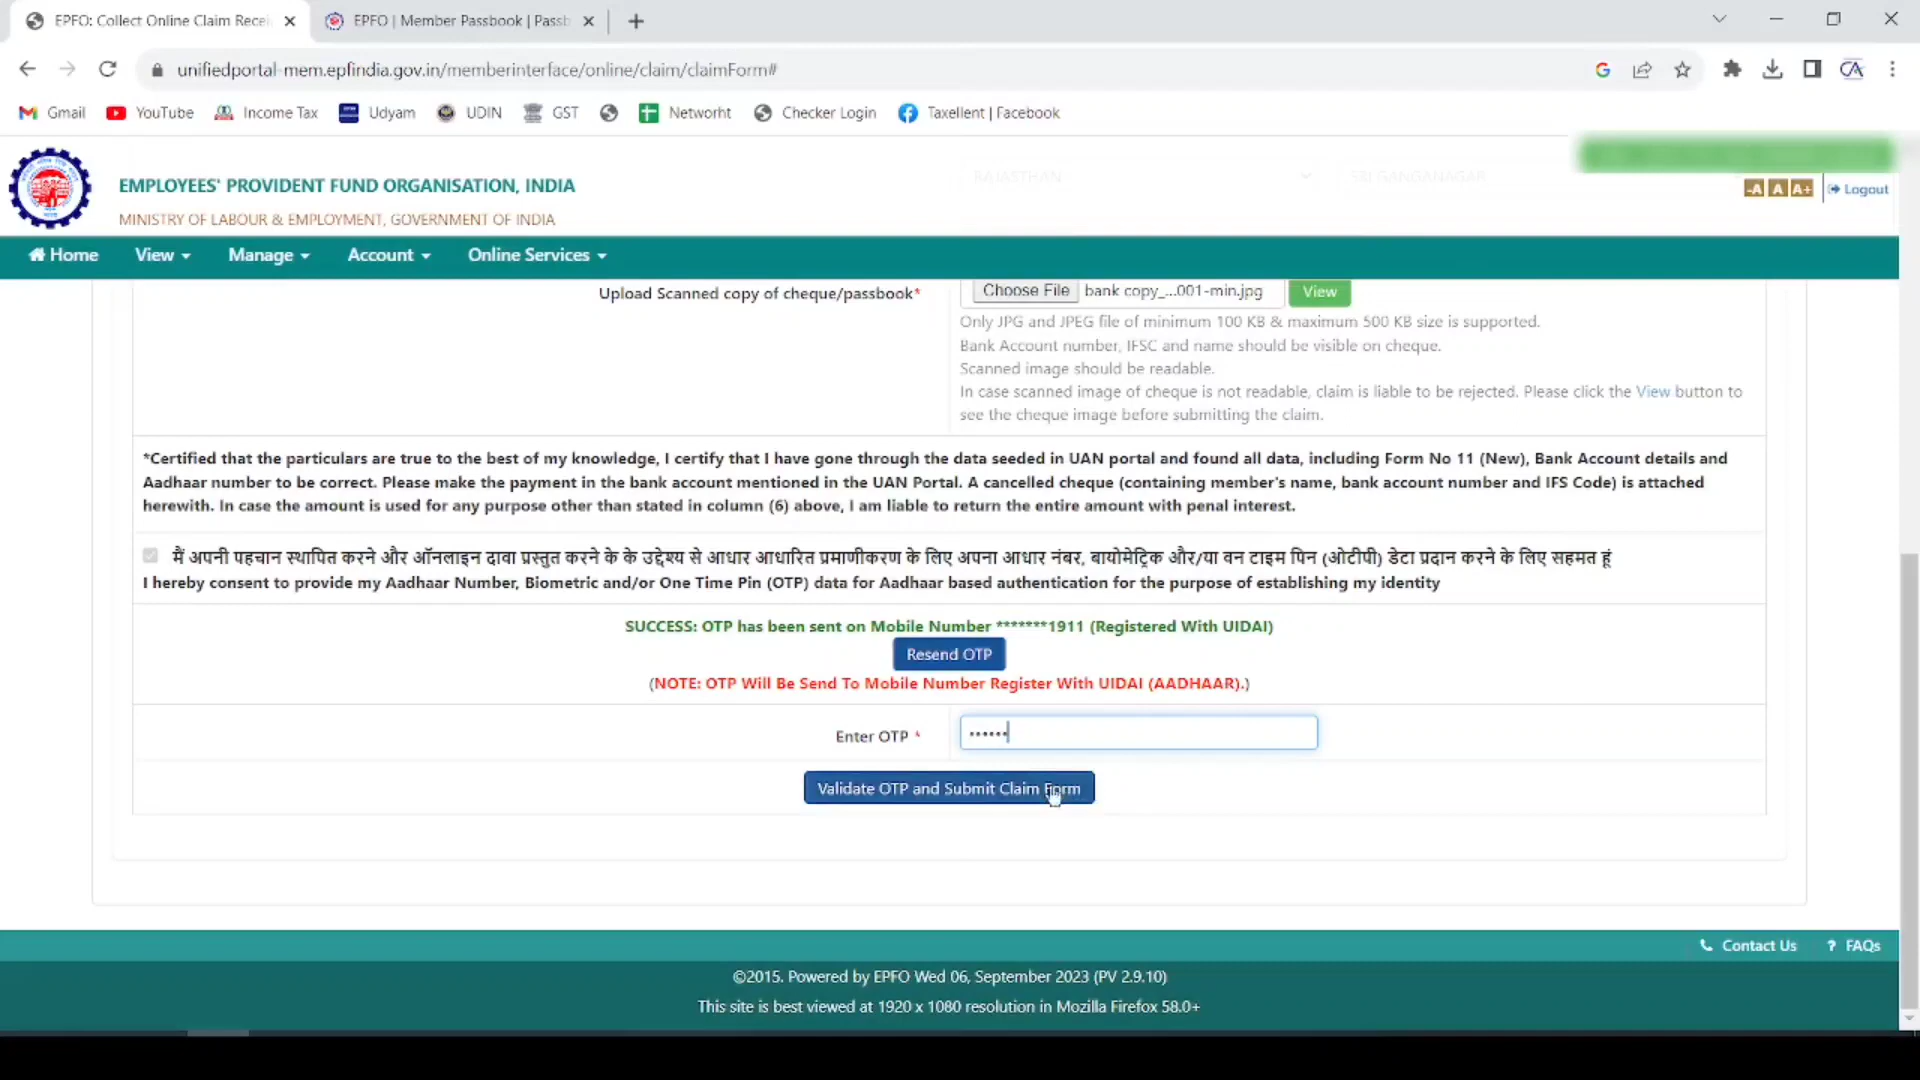 EPFO: Collect Online Claim Recei
EPFO | Member Passbook | Passb
unifiedportal-mem.epfindia.gov.in/memberinterface/online/claim/claimForm#
Gmail YouTube Income Tax Udyam UDIN GST Networht Checker Login Taxellent | Facebook
EMPLOYEES' PROVIDENT FUND ORGANISATION, INDIA
MINISTRY OF LABOUR & EMPLOYMENT, GOVERNMENT OF INDIA
RAJASTHAN SRI GANGANAGAR
-A A A+ Logout
Home View Manage Account Online Services
Upload Scanned copy of cheque/passbook*
Choose File bank copy_...001-min.jpg View
Only JPG and JPEG file of minimum 100 KB & maximum 500 KB size is supported.
Bank Account number, IFSC and name should be visible on cheque.
Scanned image should be readable.
In case scanned image of cheque is not readable, claim is liable to be rejected. Please click the View button to
see the cheque image before submitting the claim.
*Certified that the particulars are true to the best of my knowledge, I certify that I have gone through the data seeded in UAN portal and found all data, including Form No 11 (New), Bank Account details and
Aadhaar number to be correct. Please make the payment in the bank account mentioned in the UAN Portal. A cancelled cheque (containing member's name, bank account number and IFS Code) is attached
herewith. In case the amount is used for any purpose other than stated in column (6) above, I am liable to return the entire amount with penal interest.
मैं अपनी पहचान स्थापित करने और ऑनलाइन दावा प्रस्तुत करने के के उद्देश्य से आधार आधारित प्रमाणीकरण के लिए अपना आधार नंबर, बायोमेट्रिक और/या वन टाइम पिन (ओटीपी) डेटा प्रदान करने के लिए सहमत हूं
I hereby consent to provide my Aadhaar Number, Biometric and/or One Time Pin (OTP) data for Aadhaar based authentication for the purpose of establishing my identity
SUCCESS: OTP has been sent on Mobile Number *******1911 (Registered With UIDAI)
Resend OTP
(NOTE: OTP Will Be Send To Mobile Number Register With UIDAI (AADHAAR).)
Enter OTP * ••••••
Validate OTP and Submit Claim Form
Contact Us ? FAQs
©2015. Powered by EPFO Wed 06, September 2023 (PV 2.9.10)
This site is best viewed at 1920 x 1080 resolution in Mozilla Firefox 58.0+